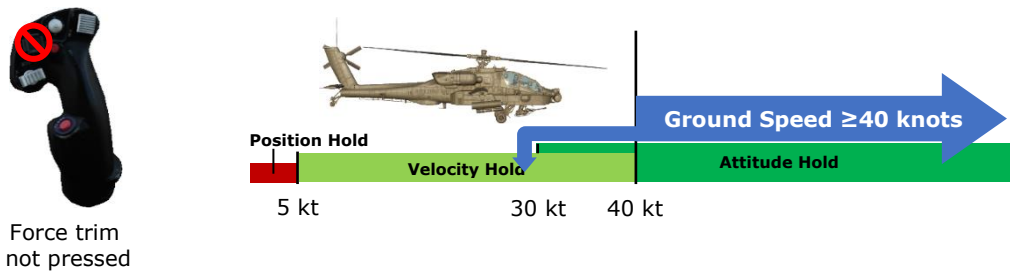 Ground Speed ≥40 knots
Position Hold
Velocity Hold
Attitude Hold
5 kt
30 kt
40 kt
Force trim
not pressed